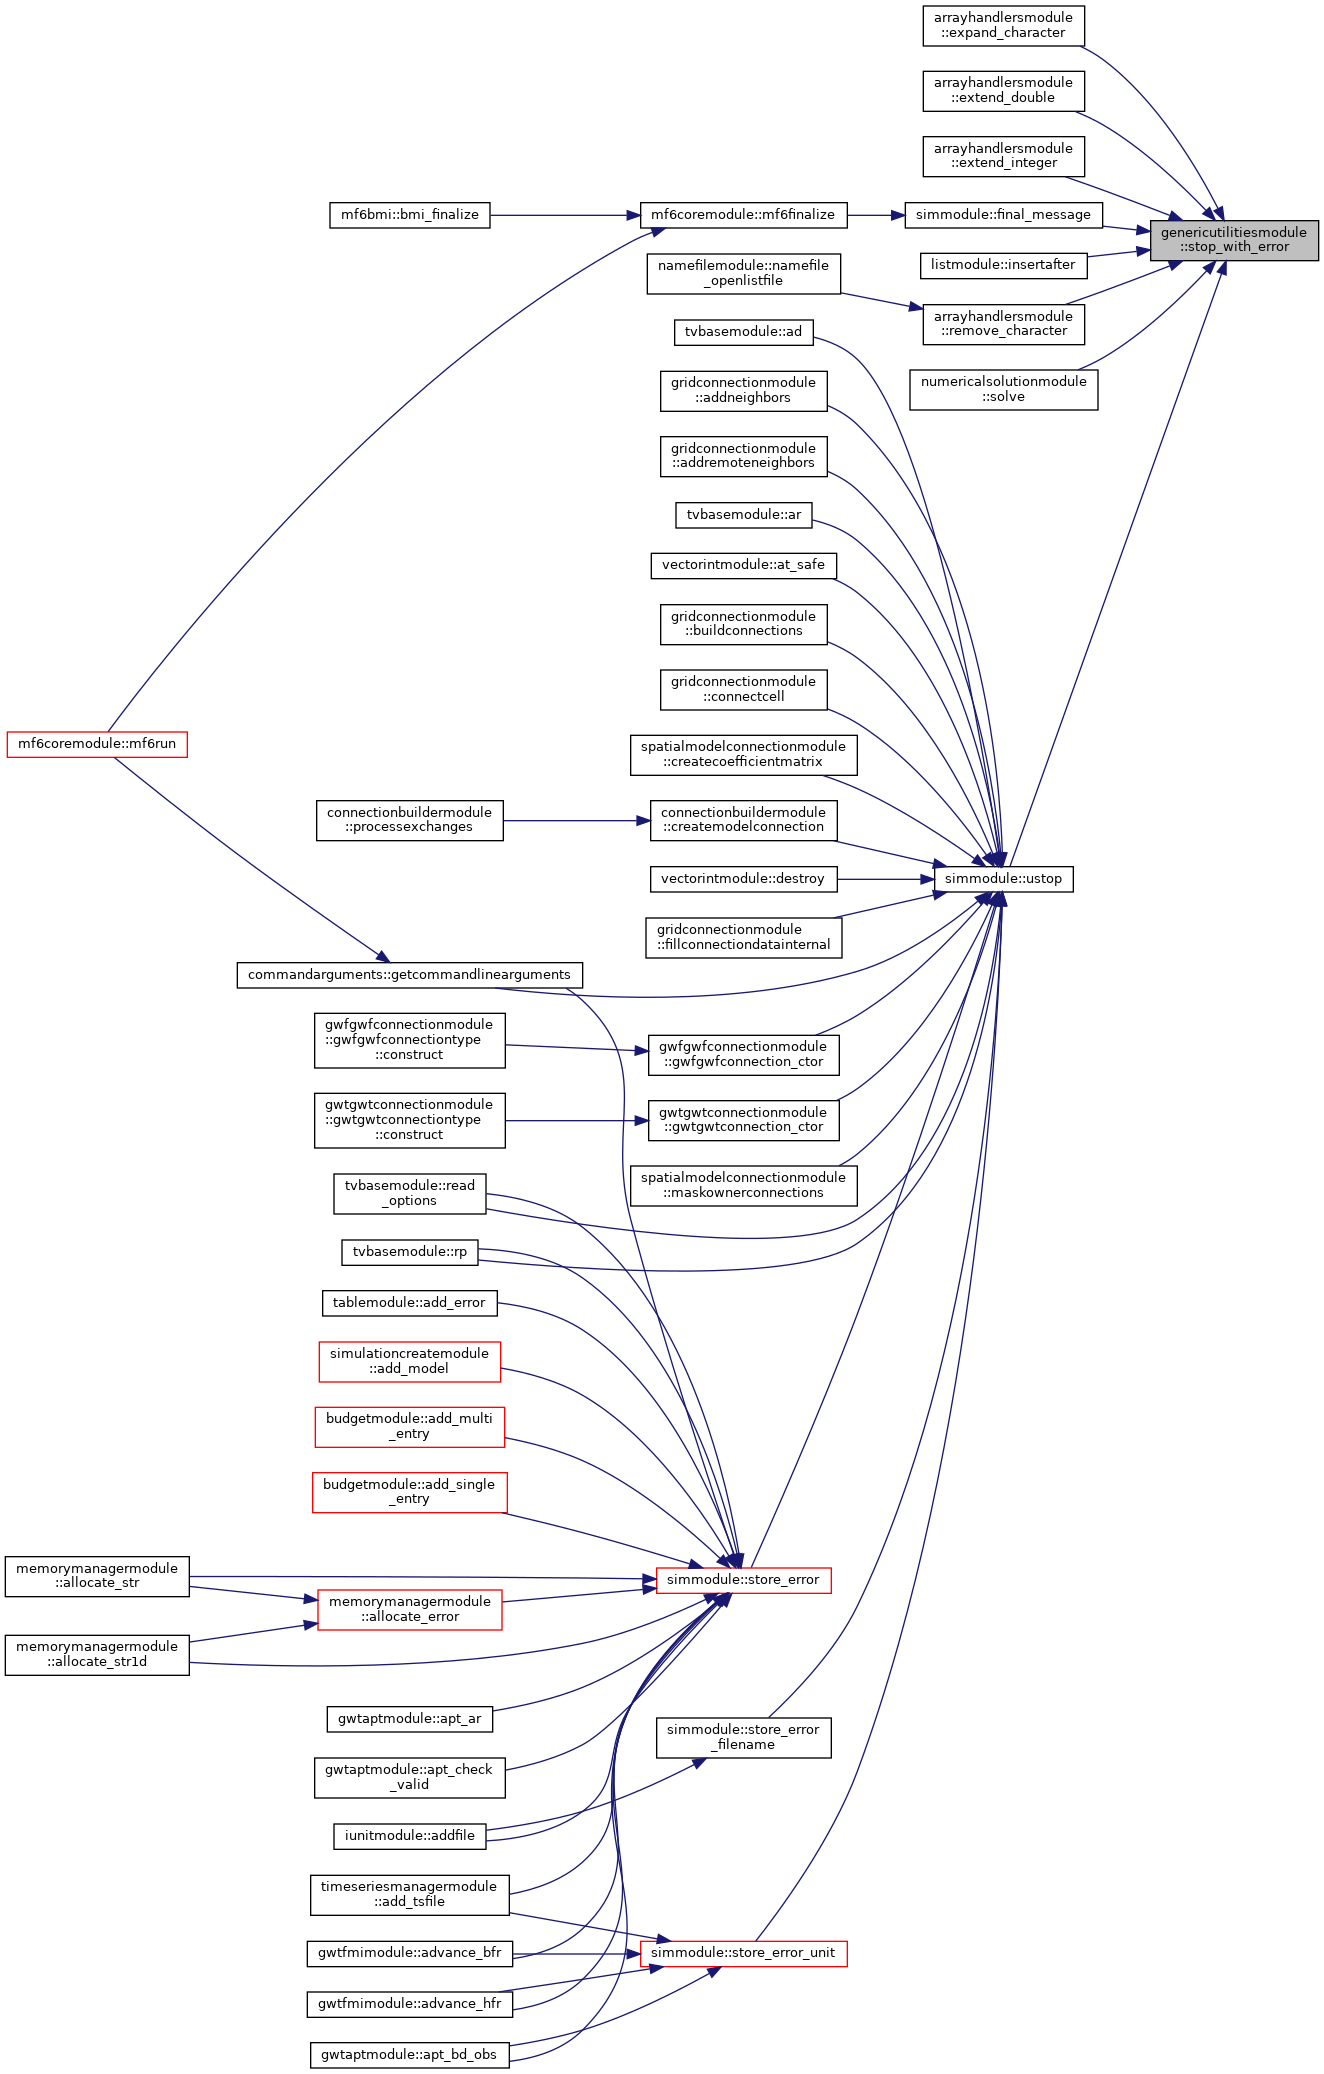 arrayhandlersmodule
::expand_character
arrayhandlersmodule
::extend_double
arrayhandlersmodule
::extend_integer
mf6bmi::bmi_finalize
mf6coremodule::mf6finalize
simmodule::final_message
genericutilitiesmodule
::stop_with_error
listmodule::insertafter
namefilemodule::namefile
_openlistfile
arrayhandlersmodule
::remove_character
tvbasemodule::ad
numericalsolutionmodule
::solve
gridconnectionmodule
::addneighbors
gridconnectionmodule
::addremoteneighbors
tvbasemodule::ar
vectorintmodule::at_safe
gridconnectionmodule
::buildconnections
gridconnectionmodule
::connectcell
mf6coremodule::mf6run
spatialmodelconnectionmodule
::createcoefficientmatrix
connectionbuildermodule
::processexchanges
connectionbuildermodule
::createmodelconnection
vectorintmodule::destroy
simmodule::ustop
gridconnectionmodule
::fillconnectiondatainternal
commandarguments::getcommandlinearguments
gwfgwfconnectionmodule
::gwfgwfconnectiontype
::construct
gwfgwfconnectionmodule
::gwfgwfconnection_ctor
gwtgwtconnectionmodule
::gwtgwtconnectiontype
::construct
gwtgwtconnectionmodule
::gwtgwtconnection_ctor
spatialmodelconnectionmodule
::maskownerconnections
tvbasemodule::read
_options
tvbasemodule::rp
tablemodule::add_error
simulationcreatemodule
::add_model
budgetmodule::add_multi
_entry
budgetmodule::add_single
_entry
memorymanagermodule
::allocate_str
simmodule::store_error
memorymanagermodule
::allocate_error
memorymanagermodule
::allocate_str1d
gwtaptmodule::apt_ar
simmodule::store_error
_filename
gwtaptmodule::apt_check
_valid
iunitmodule::addfile
timeseriesmanagermodule
::add_tsfile
gwtfmimodule::advance_bfr
simmodule::store_error_unit
gwtfmimodule::advance_hfr
gwtaptmodule::apt_bd_obs